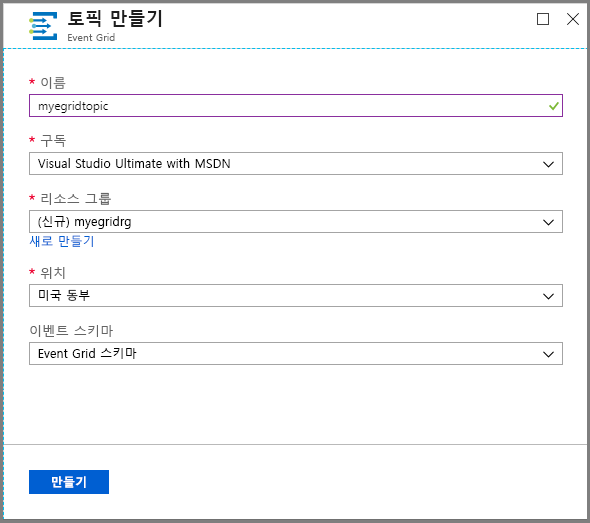 토픽 만들기
Event Grid
* 이름
myegridtopic
* 구독
Visual Studio Ultimate with MSDN
* 리소스 그룹
(신규) myegridrg
새로 만들기
* 위치
미국 동부
이벤트 스키마
Event Grid 스키마
만들기